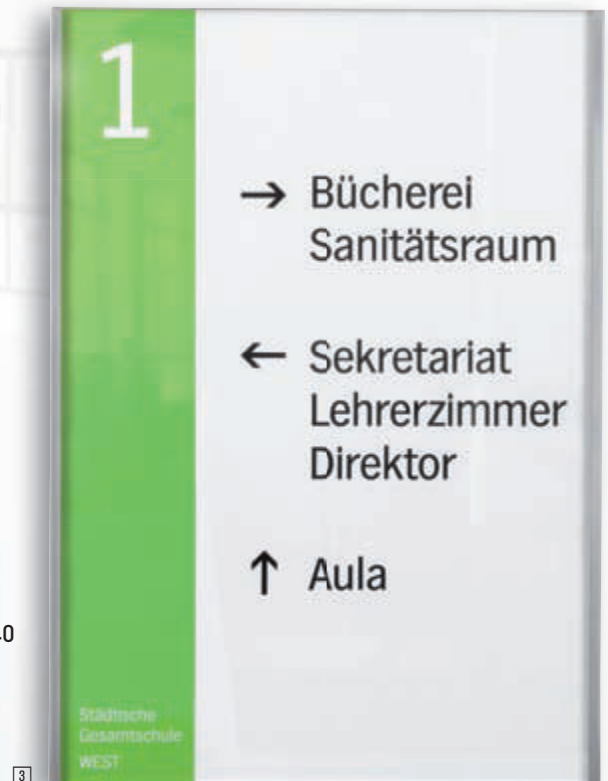 1
→ Bücherei
Sanitätsraum
← Sekretariat
Lehrerzimmer
Direktor
↑ Aula
Städtische
Gesamtschule
WEST
3